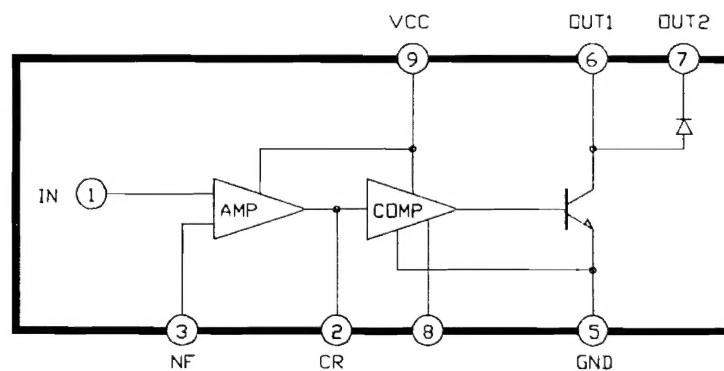 VCC OUT1 OUT2
9 6 7
IN 1 AMP COMP
3 2 8 5
NF CR GND